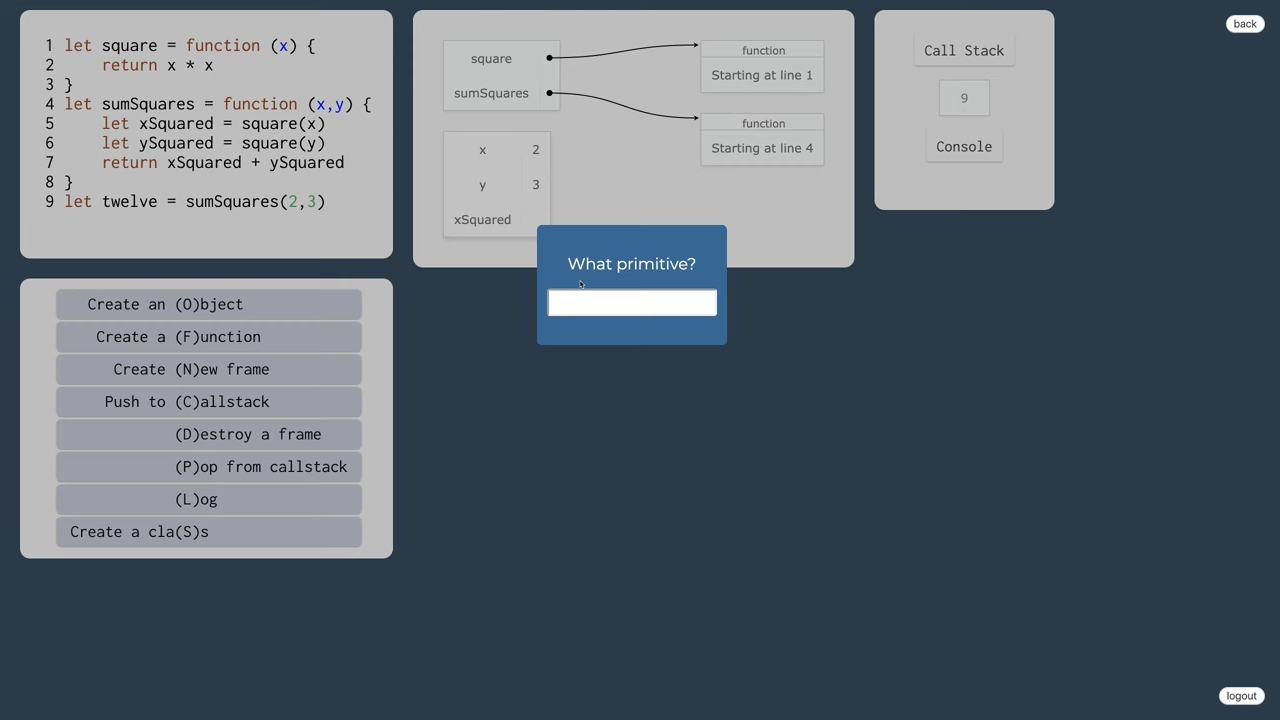 back
1 let square = function (x) {
2 return x * x
3 }
4 let sumSquares = function (x,y) {
5 let xSquared = square(x)
6 let ySquared = square(y)
7 return xSquared + ySquared
8 }
9 let twelve = sumSquares(2,3)
square
sumSquares
function
Starting at line 1
function
Starting at line 4
x 2
y 3
xSquared
Call Stack
9
Console
What primitive?
Create an (O)bject
Create a (F)unction
Create (N)ew frame
Push to (C)allstack
(D)estroy a frame
(P)op from callstack
(L)og
Create a cla(S)s
logout